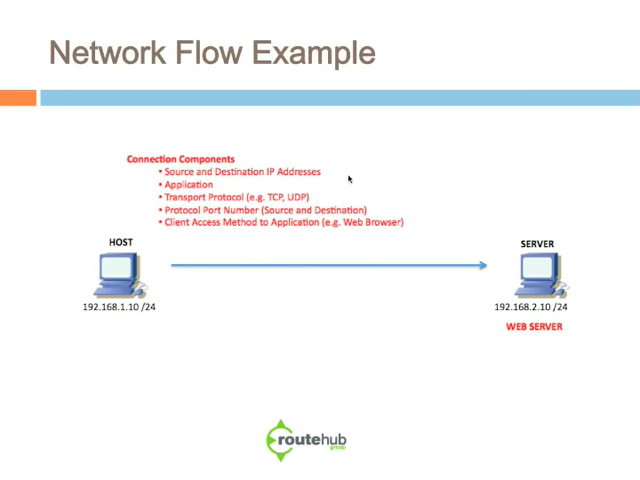 Network Flow Example
Connection Components
• Source and Destination IP Addresses
• Application
• Transport Protocol (e.g. TCP, UDP)
• Protocol Port Number (Source and Destination)
• Client Access Method to Application (e.g. Web Browser)
HOST
SERVER
192.168.1.10 /24
192.168.2.10 /24
WEB SERVER
routehub
group